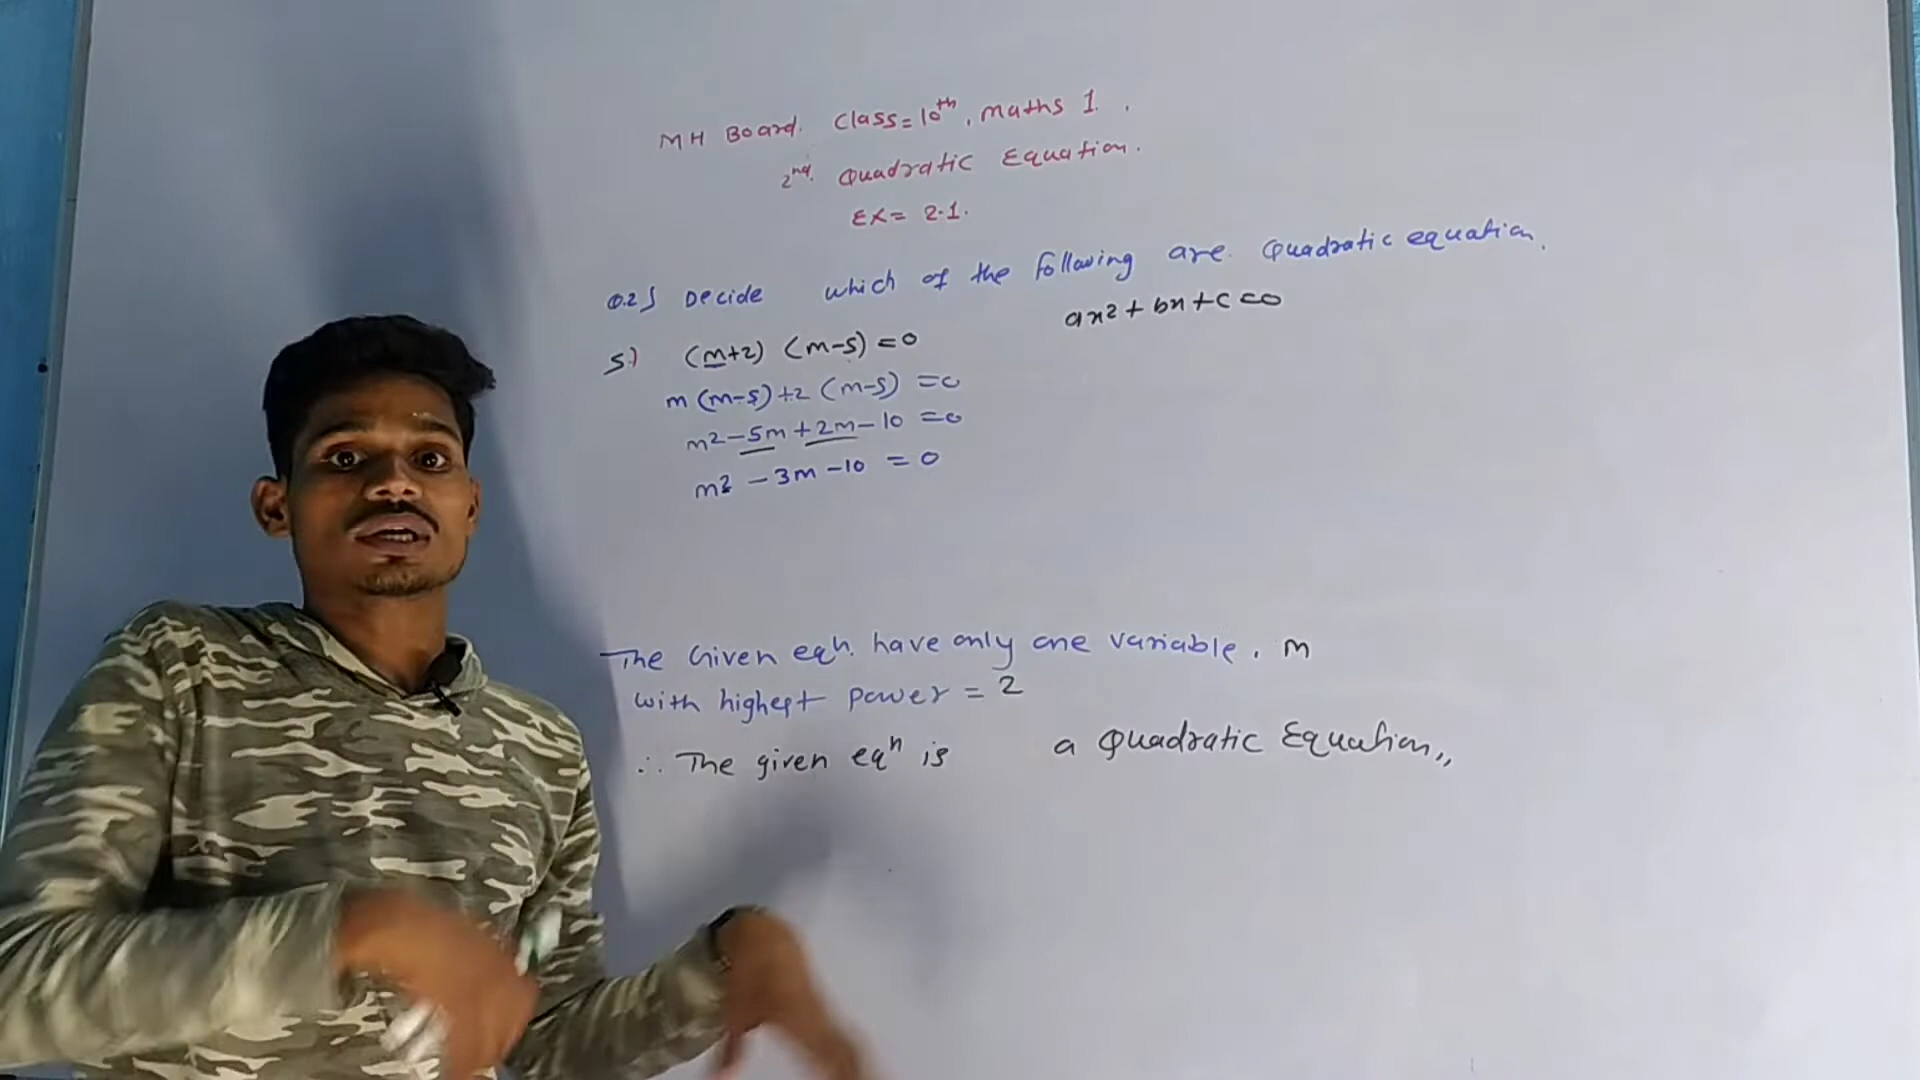 MH Board. Class=10th, maths 1.
2nd. Quadratic Equation.
EX= 2.1.
Q.2) Decide which of the following are Quadratic equation.
ax²+bx+c=0
5) (m+2) (m-5)=0
m(m-5)+2(m-5)=0
m²-5m+2m-10=0
m²-3m-10=0
The Given eqn. have only one variable. m
with highest power = 2
∴ The given eqn is a Quadratic Equation,,